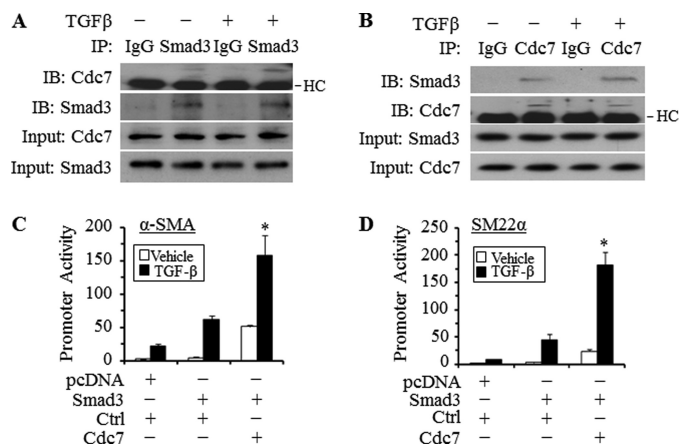 A
TGFβ − − + +
IP: IgG Smad3 IgG Smad3
IB: Cdc7
HC
IB: Smad3
Input: Cdc7
Input: Smad3
B
TGFβ − − + +
IP: IgG Cdc7 IgG Cdc7
IB: Smad3
IB: Cdc7
HC
Input: Smad3
Input: Cdc7
C
α-SMA
Promoter Activity
200
150
100
50
0
Vehicle
TGF-β
*
pcDNA + − −
Smad3 − + +
Ctrl + + −
Cdc7 − − +
D
SM22α
Promoter Activity
250
200
150
100
50
0
Vehicle
TGF-β
*
pcDNA + − −
Smad3 − + +
Ctrl + + −
Cdc7 − − +